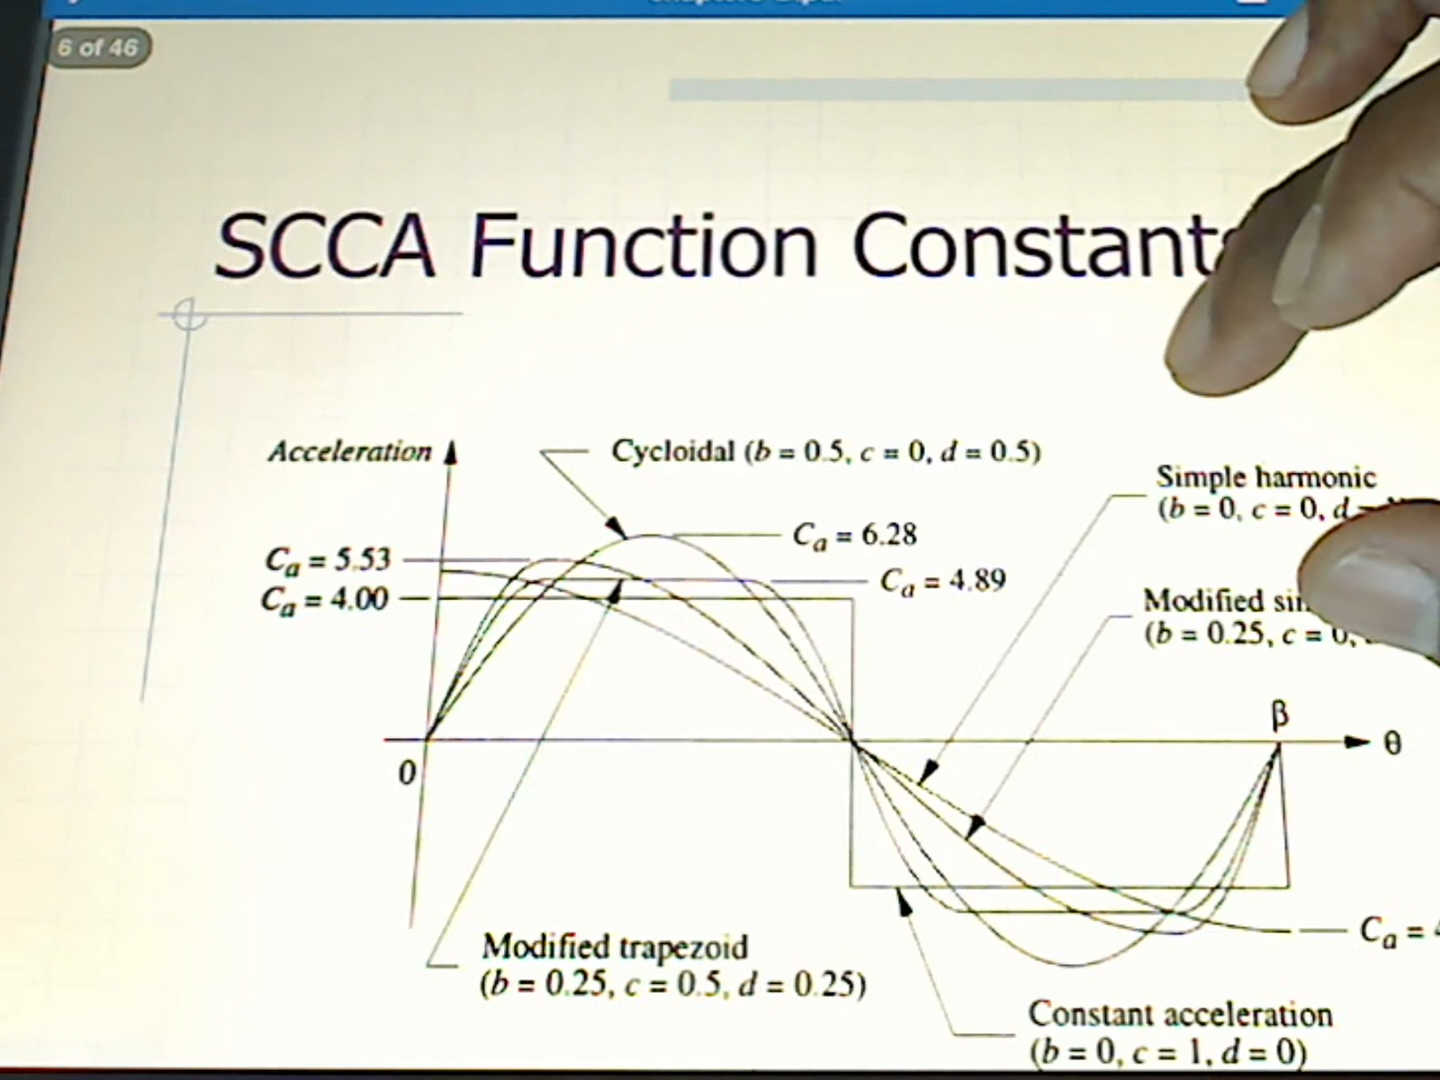 6 of 46
SCCA Function Constants
Acceleration
Cycloidal (b = 0.5, c = 0, d = 0.5)
Simple harmonic
(b = 0, c = 0, d =
Ca = 6.28
Ca = 5.53
Ca = 4.89
Ca = 4.00
Modified
(b = 0.25, c = 0,
β
θ
0
Ca =
Modified trapezoid
(b = 0.25, c = 0.5, d = 0.25)
Constant acceleration
(b = 0, c = 1, d = 0)